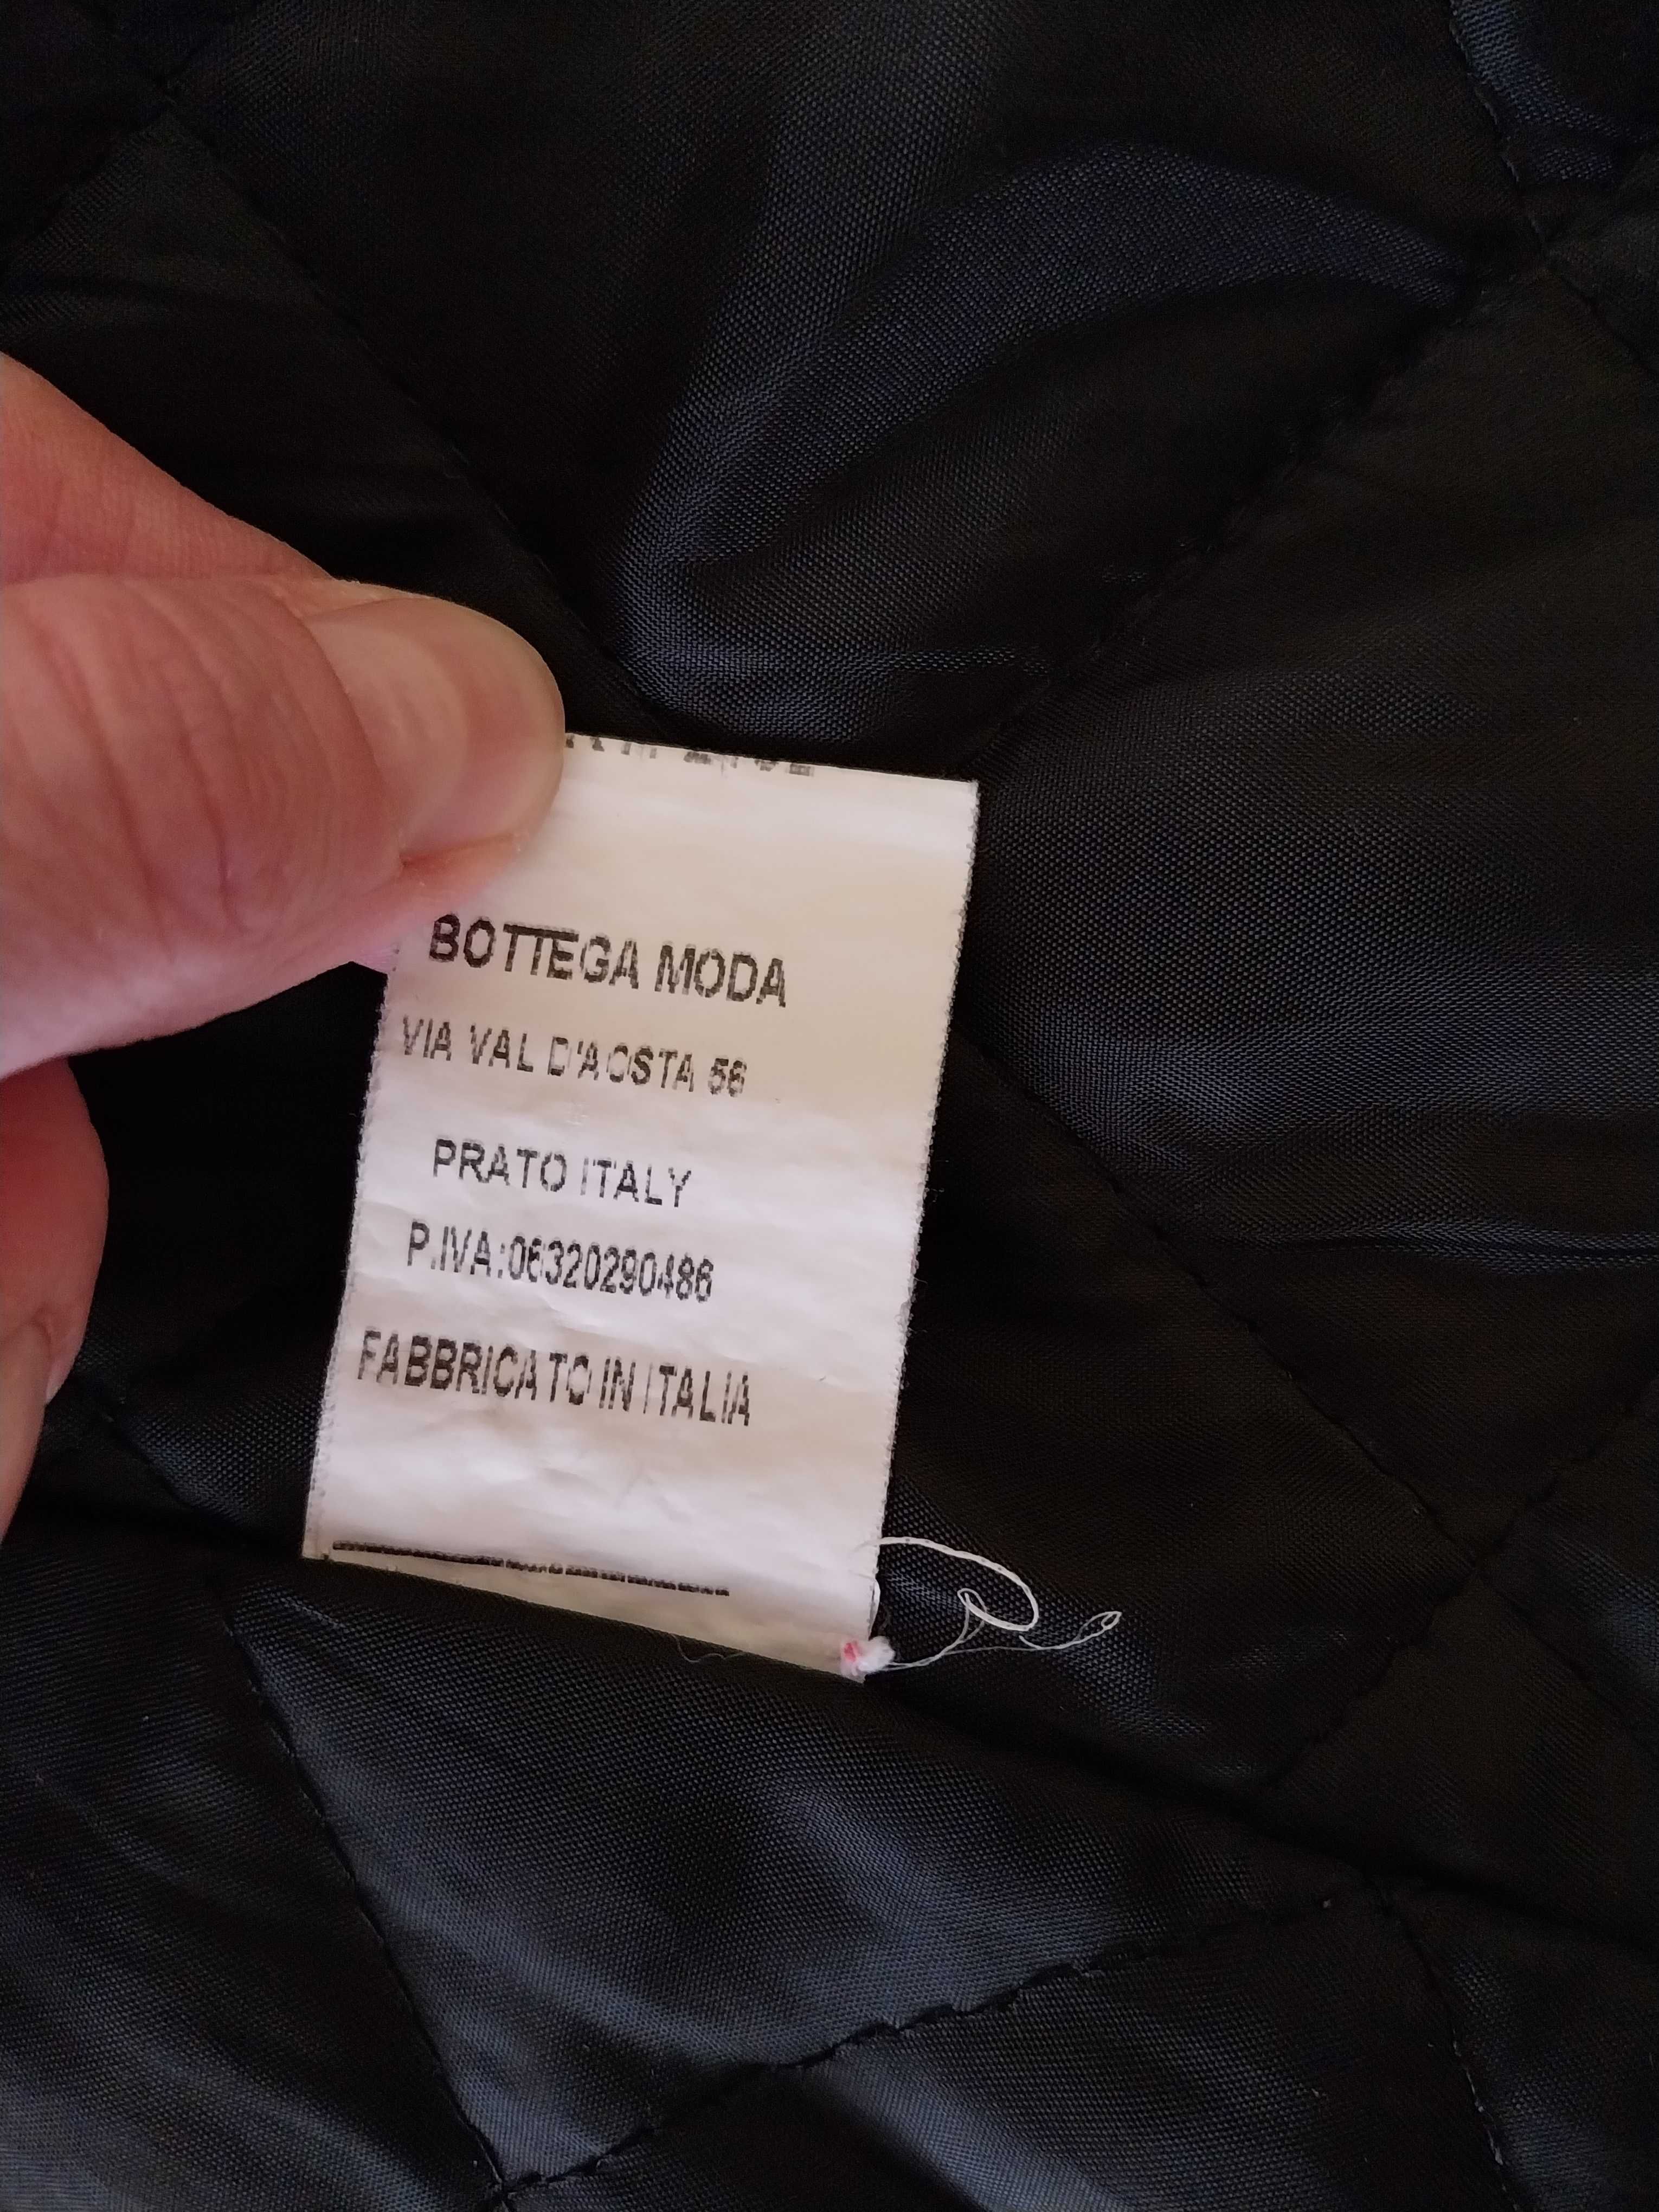 BOTTEGA MODA
VIA VAL D'AOSTA 56
PRATO ITALY
P.IVA:06320290486
FABBRICATO IN ITALIA